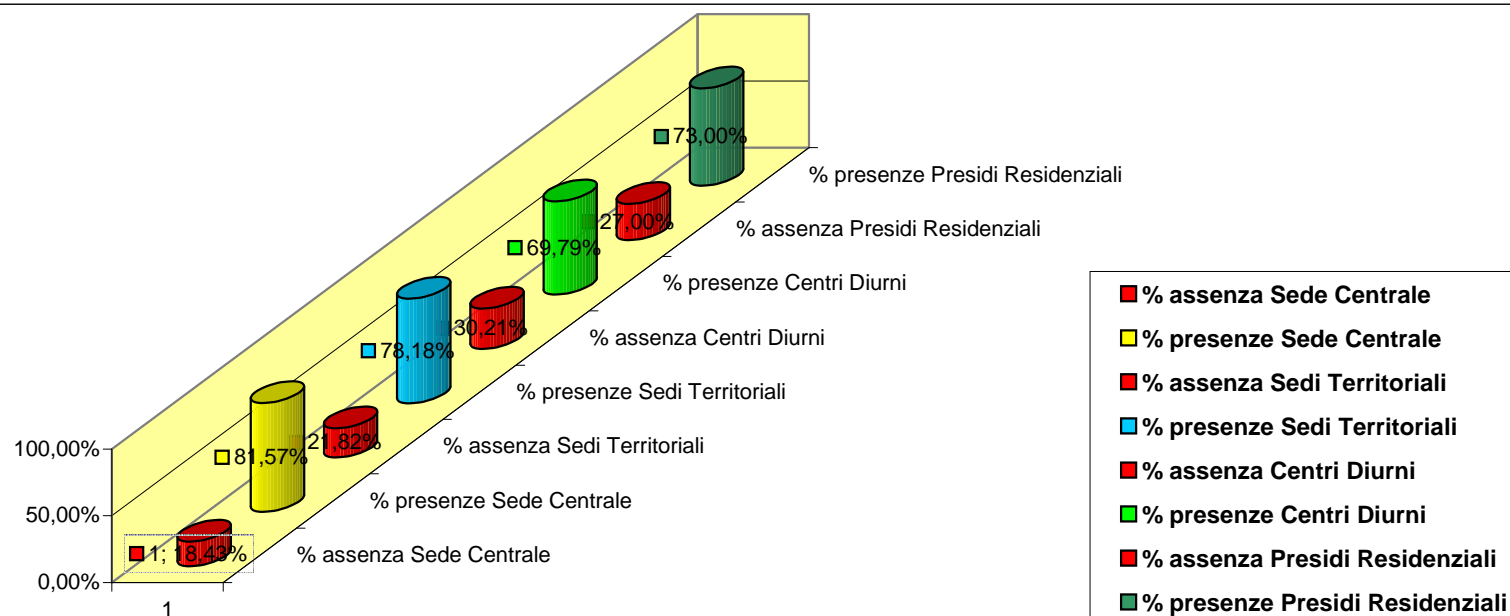 73,00%
% presenze Presidi Residenziali
27,00%
% assenza Presidi Residenziali
69,79%
% presenze Centri Diurni
30,21%
% assenza Centri Diurni
78,18%
% presenze Sedi Territoriali
21,82%
% assenza Sedi Territoriali
81,57%
% presenze Sede Centrale
1; 18,43%
% assenza Sede Centrale
100,00%
50,00%
0,00%
1
% assenza Sede Centrale
% presenze Sede Centrale
% assenza Sedi Territoriali
% presenze Sedi Territoriali
% assenza Centri Diurni
% presenze Centri Diurni
% assenza Presidi Residenziali
% presenze Presidi Residenziali